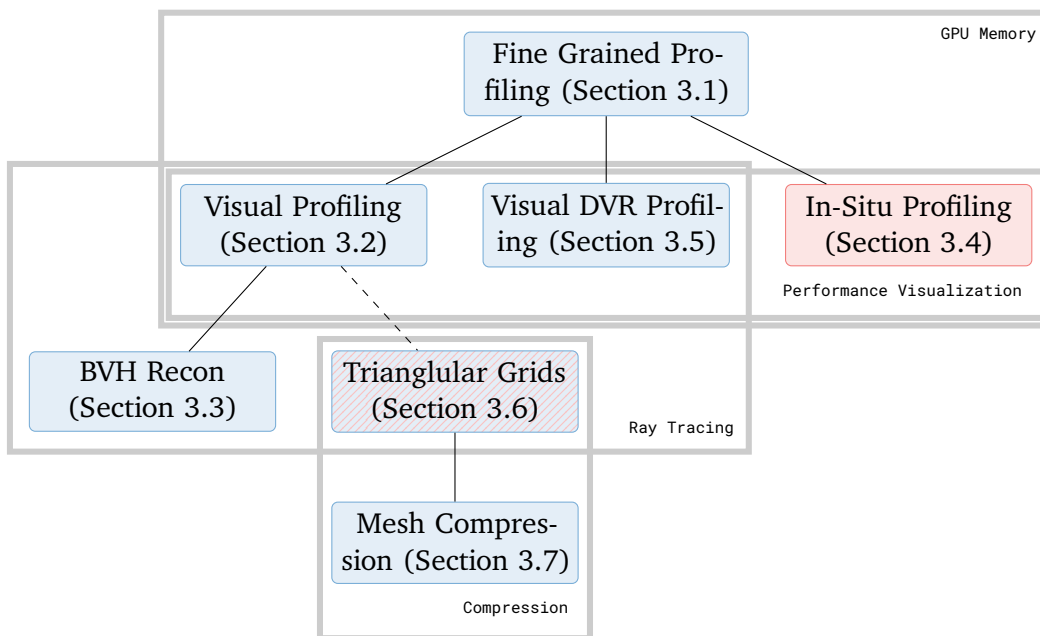 GPU Memory
Fine Grained Pro-
filing (Section 3.1)
Visual Profiling
(Section 3.2)
Visual DVR Profil-
ing (Section 3.5)
In-Situ Profiling
(Section 3.4)
Performance Visualization
BVH Recon
(Section 3.3)
Trianglular Grids
(Section 3.6)
Ray Tracing
Mesh Compres-
sion (Section 3.7)
Compression